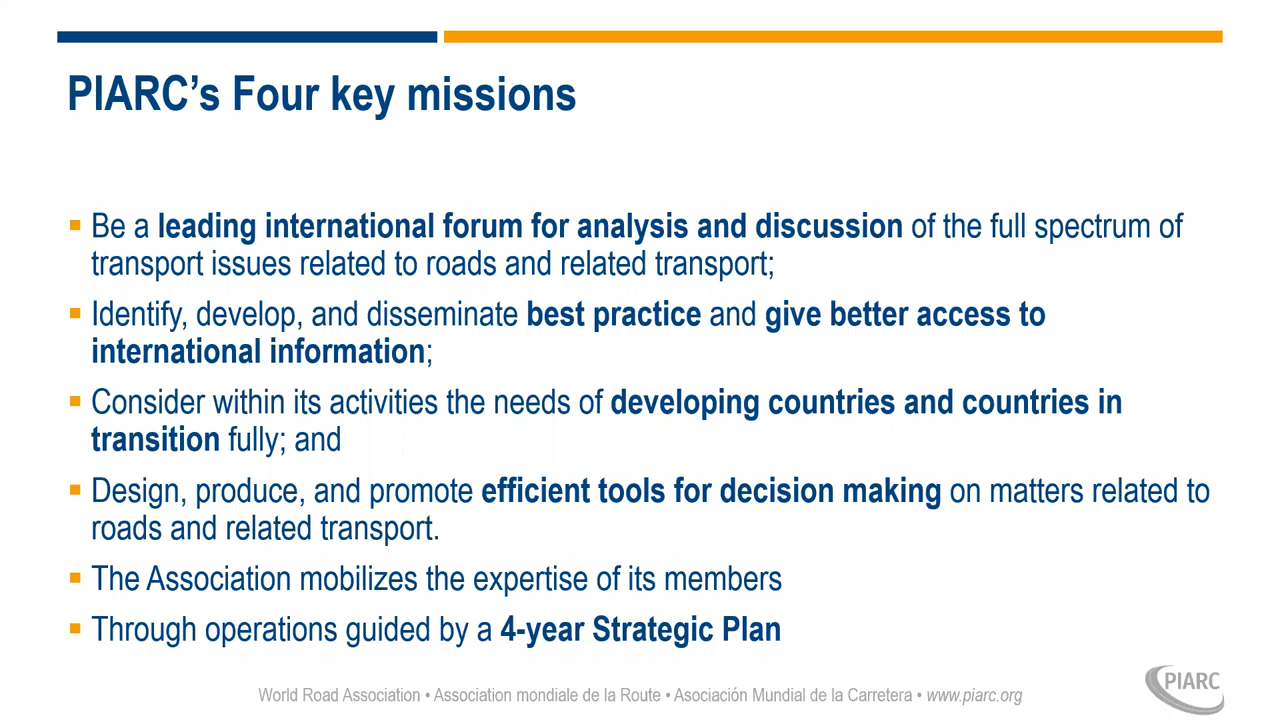 PIARC’s Four key missions
▪ Be a leading international forum for analysis and discussion of the full spectrum of
transport issues related to roads and related transport;
▪ Identify, develop, and disseminate best practice and give better access to
international information;
▪ Consider within its activities the needs of developing countries and countries in
transition fully; and
▪ Design, produce, and promote efficient tools for decision making on matters related to
roads and related transport.
▪ The Association mobilizes the expertise of its members
▪ Through operations guided by a 4-year Strategic Plan
World Road Association • Association mondiale de la Route • Asociación Mundial de la Carretera • www.piarc.org
PIARC